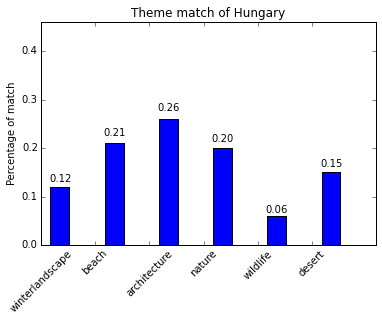 Theme match of Hungary
Percentage of match
0.4
0.3
0.2
0.1
0.0
0.12
0.21
0.26
0.20
0.06
0.15
winterlandscape
beach
architecture
nature
wildlife
desert